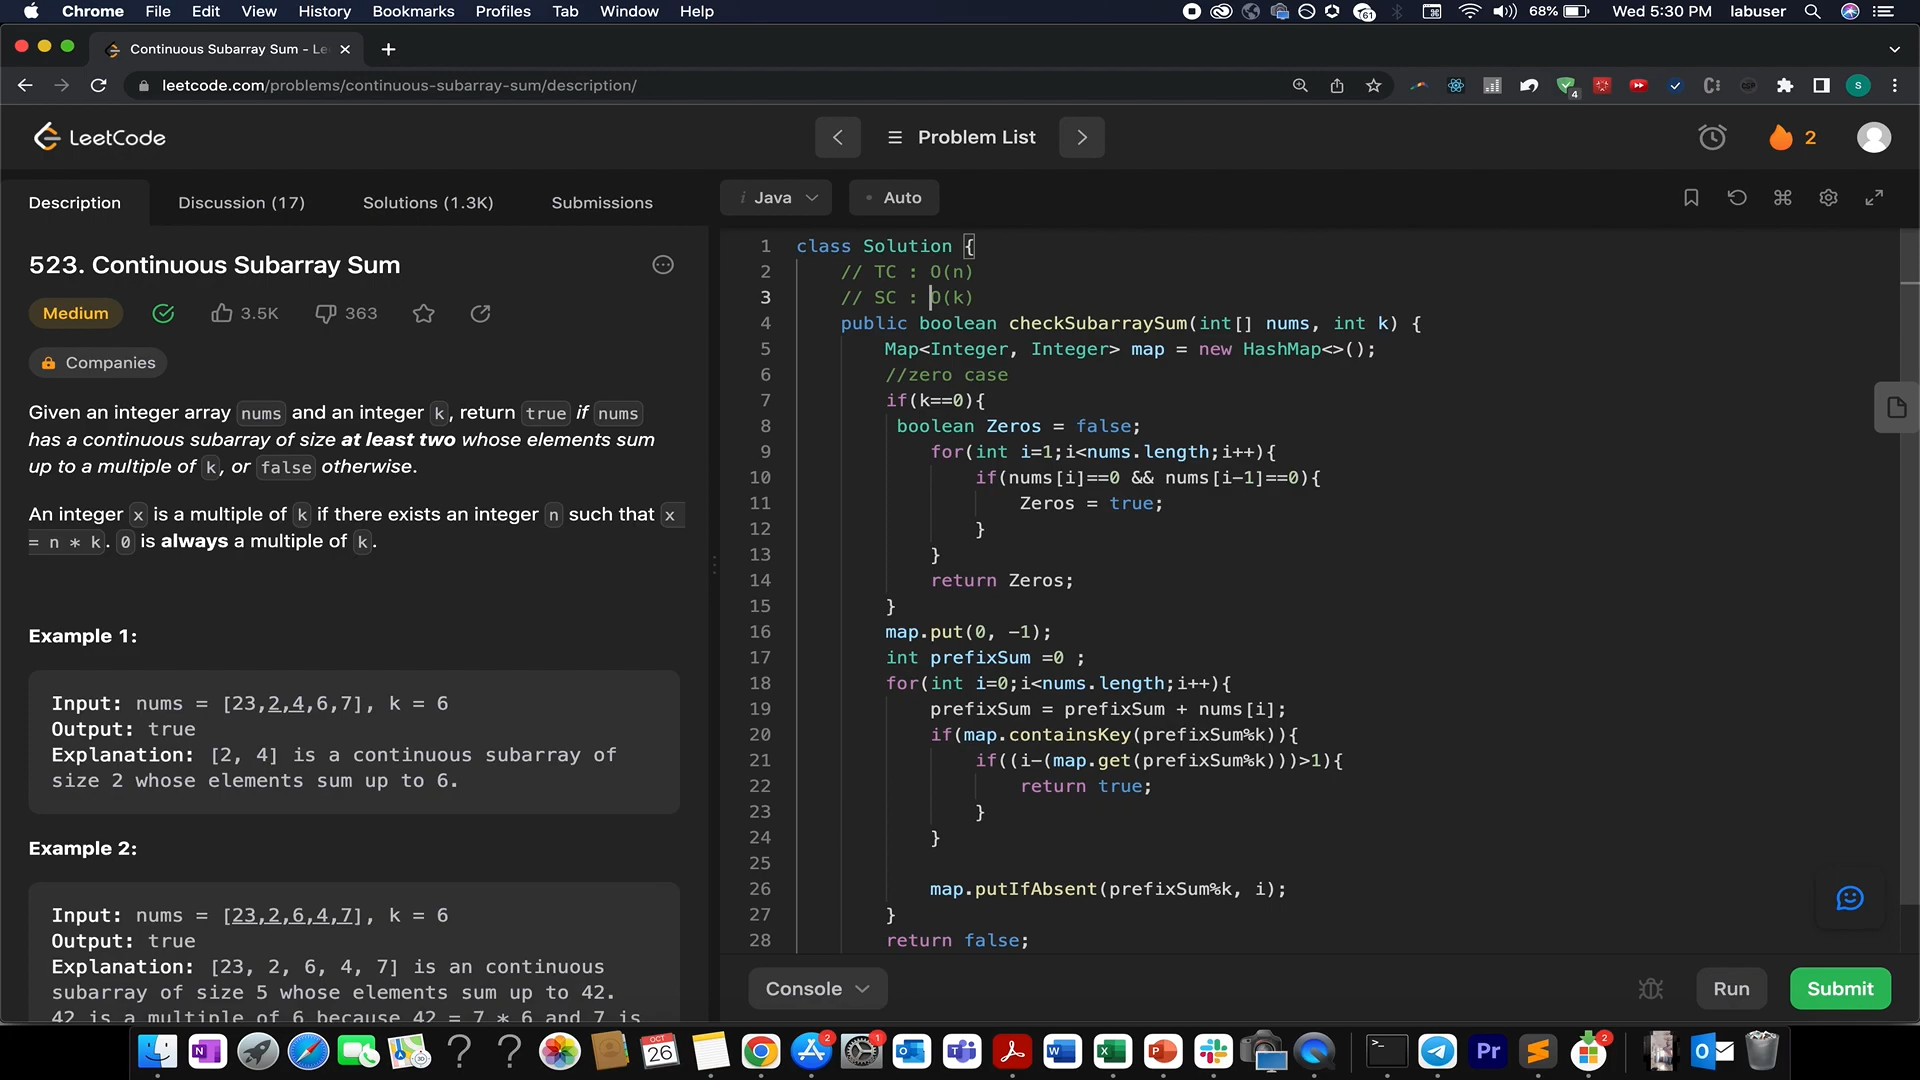 Chrome File Edit View History Bookmarks Profiles Tab Window Help 61 68% Wed 5:30 PM labuser
Continuous Subarray Sum - Le
leetcode.com/problems/continuous-subarray-sum/description/
LeetCode
Problem List
2
Description Discussion (17) Solutions (1.3K) Submissions
i Java Auto
523. Continuous Subarray Sum
Medium 3.5K 363
Companies
Given an integer array nums and an integer k, return true if nums
has a continuous subarray of size at least two whose elements sum
up to a multiple of k, or false otherwise.
An integer x is a multiple of k if there exists an integer n such that x
= n * k. 0 is always a multiple of k.
Example 1:
Input: nums = [23,2,4,6,7], k = 6
Output: true
Explanation: [2, 4] is a continuous subarray of
size 2 whose elements sum up to 6.
Example 2:
Input: nums = [23,2,6,4,7], k = 6
Output: true
Explanation: [23, 2, 6, 4, 7] is an continuous
subarray of size 5 whose elements sum up to 42.
42 is a multiple of 6 because 42 = 7 * 6 and 7 is
1 class Solution {
2 // TC : O(n)
3 // SC : O(k)
4 public boolean checkSubarraySum(int[] nums, int k) {
5 Map<Integer, Integer> map = new HashMap<>();
6 //zero case
7 if(k==0){
8 boolean Zeros = false;
9 for(int i=1;i<nums.length;i++){
10 if(nums[i]==0 && nums[i-1]==0){
11 Zeros = true;
12 }
13 }
14 return Zeros;
15 }
16 map.put(0, -1);
17 int prefixSum =0 ;
18 for(int i=0;i<nums.length;i++){
19 prefixSum = prefixSum + nums[i];
20 if(map.containsKey(prefixSum%k)){
21 if((i-(map.get(prefixSum%k)))>1){
22 return true;
23 }
24 }
25
26 map.putIfAbsent(prefixSum%k, i);
27 }
28 return false;
Console Run Submit